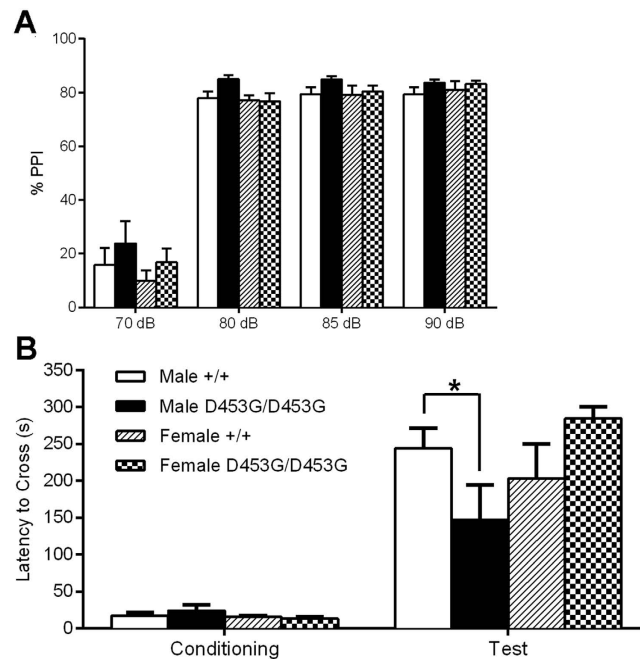 A
100
80
60
40
20
0
% PPI
70 dB 80 dB 85 dB 90 dB
B
350
300
250
200
150
100
50
0
Latency to Cross (s)
Male +/+
Male D453G/D453G
Female +/+
Female D453G/D453G
*
Conditioning Test